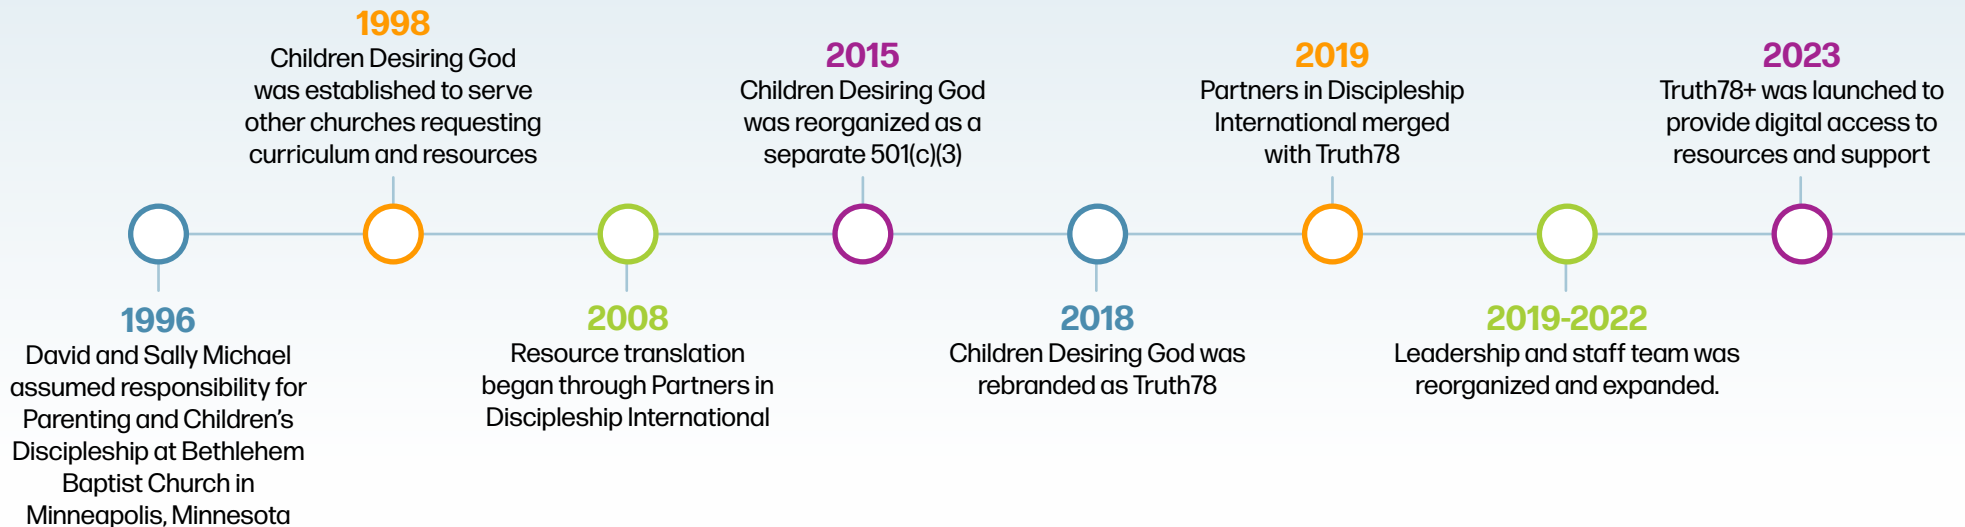 1998
Children Desiring God
was established to serve
other churches requesting
curriculum and resources
2015
Children Desiring God
was reorganized as a
separate 501(c)(3)
2019
Partners in Discipleship
International merged
with Truth78
2023
Truth78+ was launched to
provide digital access to
resources and support
1996
David and Sally Michael
assumed responsibility for
Parenting and Children's
Discipleship at Bethlehem
Baptist Church in
Minneapolis, Minnesota
2008
Resource translation
began through Partners in
Discipleship International
2018
Children Desiring God was
rebranded as Truth78
2019-2022
Leadership and staff team was
reorganized and expanded.